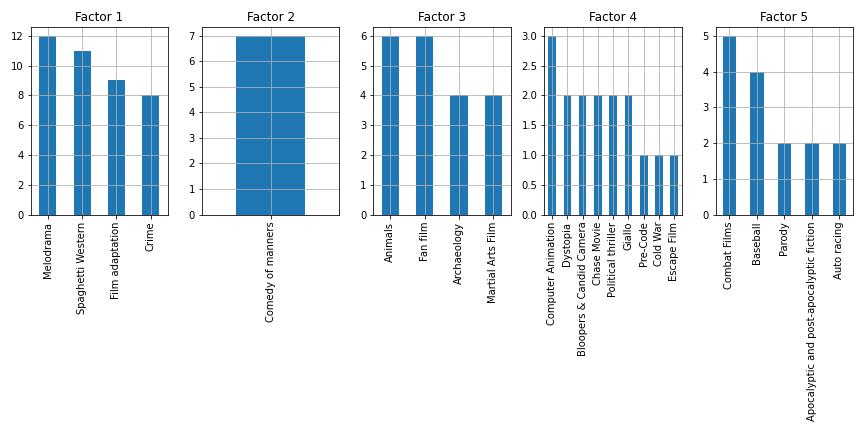 Factor 1
12
10
8
6
4
2
0
Melodrama
Spaghetti Western
Film adaptation
Crime
Factor 2
7
6
5
4
3
2
1
0
Comedy of manners
Factor 3
6
5
4
3
2
1
0
Animals
Fan film
Archaeology
Martial Arts Film
Factor 4
3.0
2.5
2.0
1.5
1.0
0.5
0.0
Computer Animation
Dystopia
Bloopers & Candid Camera
Chase Movie
Political thriller
Giallo
Pre-Code
Cold War
Escape Film
Factor 5
5
4
3
2
1
0
Combat Films
Baseball
Parody
Apocalyptic and post-apocalyptic fiction
Auto racing